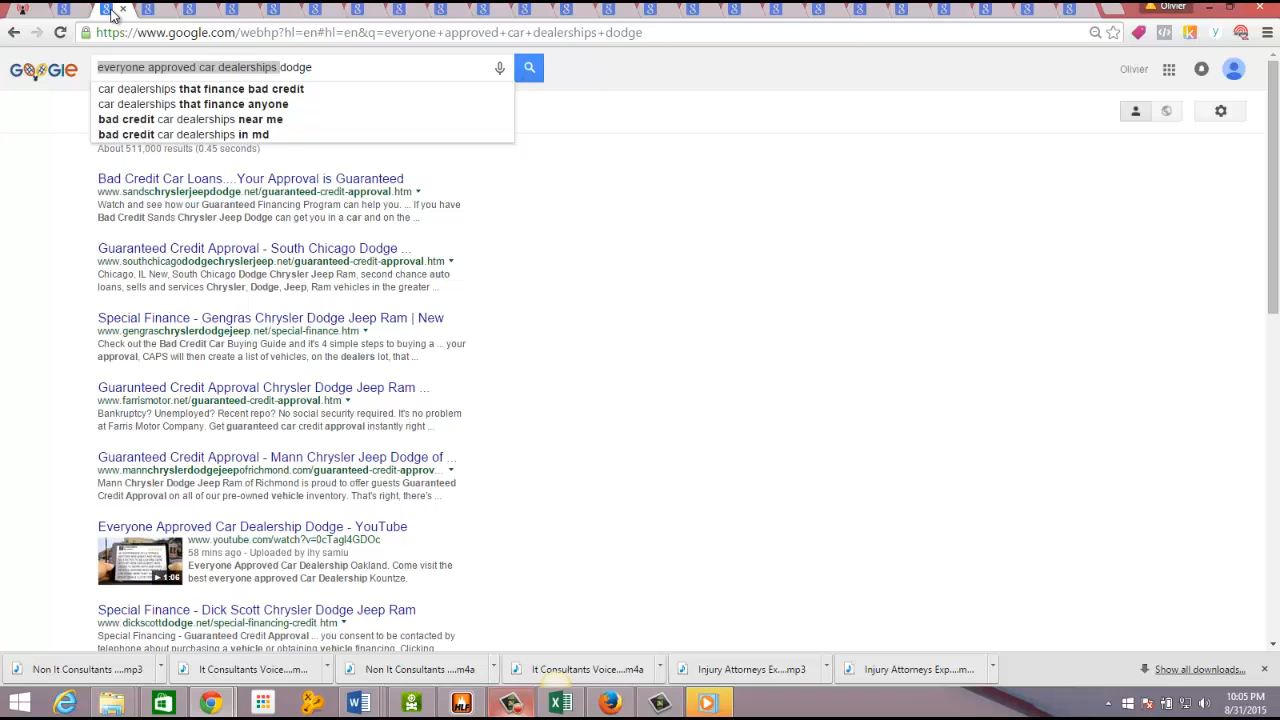 Olivier
https://www.google.com/webhp?hl=en#hl=en&q=everyone+approved+car+dealerships+dodge
Google
everyone approved car dealerships dodge
Olivier
car dealerships that finance bad credit
car dealerships that finance anyone
bad credit car dealerships near me
bad credit car dealerships in md
About 511,000 results (0.45 seconds)
Bad Credit Car Loans....Your Approval is Guaranteed
www.sandschryslerjeepdodge.net/guaranteed-credit-approval.htm
Watch and see how our Guaranteed Financing Program can help you. ... If you have
Bad Credit Sands Chrysler Jeep Dodge can get you in a car and on the ...
Guaranteed Credit Approval - South Chicago Dodge ...
www.southchicagododgechryslerjeep.net/guaranteed-credit-approval.htm
Chicago, IL New, South Chicago Dodge Chrysler Jeep Ram, second chance auto
loans, sells and services Chrysler, Dodge, Jeep, Ram vehicles in the greater ...
Special Finance - Gengras Chrysler Dodge Jeep Ram | New
www.gengraschryslerdodgejeep.net/special-finance.htm
Check out the Bad Credit Car Buying Guide and it's 4 simple steps to buying a ... your
approval, CAPS will then create a list of vehicles, on the dealers lot, that ...
Guarunteed Credit Approval Chrysler Dodge Jeep Ram ...
www.farrismotor.net/guaranteed-credit-approval.htm
Bankruptcy? Unemployed? Recent repo? No social security required. It's no problem
at Farris Motor Company. Get guaranteed car credit approval instantly right ...
Guaranteed Credit Approval - Mann Chrysler Jeep Dodge of ...
www.mannchryslerdodgejeepofrichmond.com/guaranteed-credit-approv...
Mann Chrysler Dodge Jeep Ram of Richmond is proud to offer guests Guaranteed
Credit Approval on all of our pre-owned vehicle inventory. That's right, there's ...
Everyone Approved Car Dealership Dodge - YouTube
www.youtube.com/watch?v=0cTagl4GDOc
58 mins ago - Uploaded by ihy samiu
Everyone Approved Car Dealership Oakland. Come visit the
best everyone approved Car Dealership Kountze.
1:06
Special Finance - Dick Scott Chrysler Dodge Jeep Ram
www.dickscottdodge.net/special-financing-credit.htm
Special Financing - Guaranteed Credit Approval ... you consent to be contacted by
telephone about purchasing a vehicle or obtaining vehicle financing. Clicking
Non It Consultants ....mp3
It Consultants Voice....m...
Non It Consultants ....m4a
It Consultants Voice....m4a
Injury Attorneys Ex....mp3
Injury Attorneys Exp....m...
Show all downloads...
10:05 PM
8/31/2015